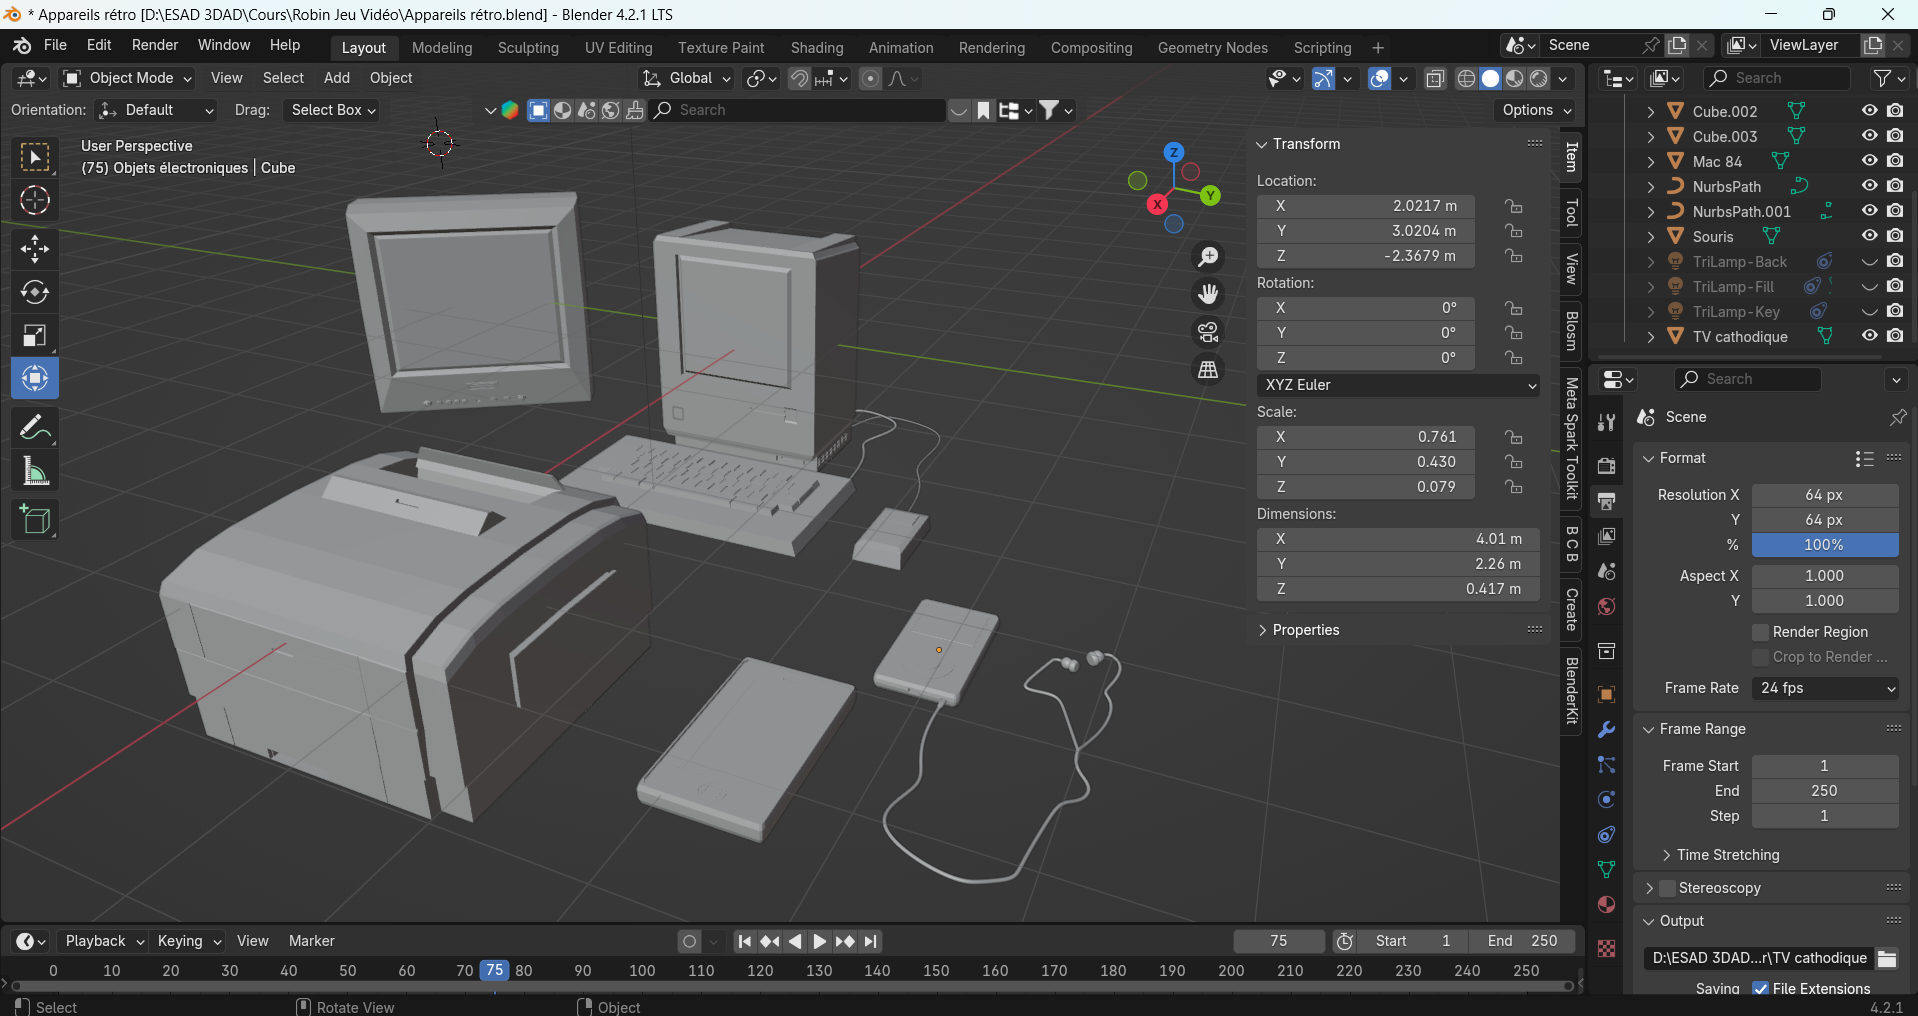 * Appareils rétro [D:\ESAD 3DAD\Cours\Robin Jeu Vidéo\Appareils rétro.blend] - Blender 4.2.1 LTS
File Edit Render Window Help Layout Modeling Sculpting UV Editing Texture Paint Shading Animation Rendering Compositing Geometry Nodes Scripting + Scene ViewLayer
Object Mode View Select Add Object Global Search
Orientation: Default Drag: Select Box Search Options
User Perspective
(75) Objets électroniques | Cube
Z
Y
X
Transform
Location:
X 2.0217 m
Y 3.0204 m
Z -2.3679 m
Rotation:
X 0°
Y 0°
Z 0°
XYZ Euler
Scale:
X 0.761
Y 0.430
Z 0.079
Dimensions:
X 4.01 m
Y 2.26 m
Z 0.417 m
Properties
Item
Tool
View
Blosm
Meta Spark Toolkit
B C B
Create
BlenderKit
Cube.002
Cube.003
Mac 84
NurbsPath
NurbsPath.001
Souris
TriLamp-Back
TriLamp-Fill
TriLamp-Key
TV cathodique
Search
Scene
Format
Resolution X 64 px
Y 64 px
% 100%
Aspect X 1.000
Y 1.000
Render Region
Crop to Render ...
Frame Rate 24 fps
Frame Range
Frame Start 1
End 250
Step 1
Time Stretching
Stereoscopy
Output
D:\ESAD 3DAD...r\TV cathodique
Saving File Extensions
Playback Keying View Marker 75 Start 1 End 250
0 10 20 30 40 50 60 70 75 80 90 100 110 120 130 140 150 160 170 180 190 200 210 220 230 240 250
Select Rotate View Object 4.2.1